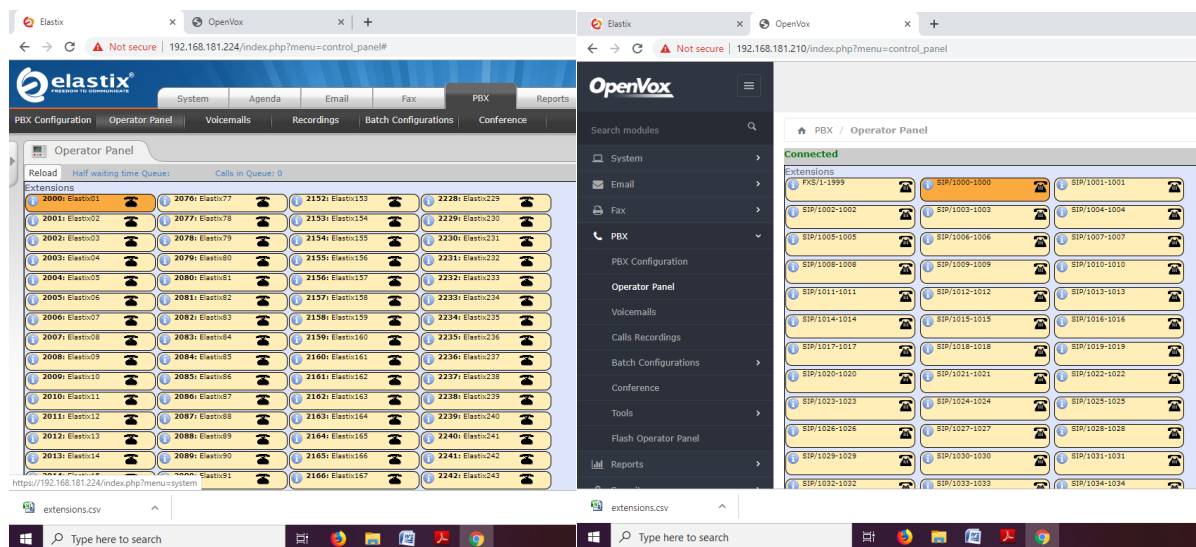 Elastix
OpenVox
Not secure | 192.168.181.224/index.php?menu=control_panel#
elastix®
FREEDOM TO COMMUNICATE
System Agenda Email Fax PBX Reports
PBX Configuration Operator Panel Voicemails Recordings Batch Configurations Conference
Operator Panel
Reload Half waiting time Queue: Calls in Queue: 0
Extensions
2000: Elastix01 2076: Elastix77 2152: Elastix153 2228: Elastix229
2001: Elastix02 2077: Elastix78 2153: Elastix154 2229: Elastix230
2002: Elastix03 2078: Elastix79 2154: Elastix155 2230: Elastix231
2003: Elastix04 2079: Elastix80 2155: Elastix156 2231: Elastix232
2004: Elastix05 2080: Elastix81 2156: Elastix157 2232: Elastix233
2005: Elastix06 2081: Elastix82 2157: Elastix158 2233: Elastix234
2006: Elastix07 2082: Elastix83 2158: Elastix159 2234: Elastix235
2007: Elastix08 2083: Elastix84 2159: Elastix160 2235: Elastix236
2008: Elastix09 2084: Elastix85 2160: Elastix161 2236: Elastix237
2009: Elastix10 2085: Elastix86 2161: Elastix162 2237: Elastix238
2010: Elastix11 2086: Elastix87 2162: Elastix163 2238: Elastix239
2011: Elastix12 2087: Elastix88 2163: Elastix164 2239: Elastix240
2012: Elastix13 2088: Elastix89 2164: Elastix165 2240: Elastix241
2013: Elastix14 2089: Elastix90 2165: Elastix166 2241: Elastix242
Elastix91 2166: Elastix167 2242: Elastix243
https://192.168.181.224/index.php?menu=system
extensions.csv
Type here to search
Elastix
OpenVox
Not secure | 192.168.181.210/index.php?menu=control_panel
OpenVox
Search modules
System
Email
Fax
PBX
PBX Configuration
Operator Panel
Voicemails
Calls Recordings
Batch Configurations
Conference
Tools
Flash Operator Panel
Reports
PBX / Operator Panel
Connected
Extensions
FXS/1-1999 SIP/1000-1000 SIP/1001-1001
SIP/1002-1002 SIP/1003-1003 SIP/1004-1004
SIP/1005-1005 SIP/1006-1006 SIP/1007-1007
SIP/1008-1008 SIP/1009-1009 SIP/1010-1010
SIP/1011-1011 SIP/1012-1012 SIP/1013-1013
SIP/1014-1014 SIP/1015-1015 SIP/1016-1016
SIP/1017-1017 SIP/1018-1018 SIP/1019-1019
SIP/1020-1020 SIP/1021-1021 SIP/1022-1022
SIP/1023-1023 SIP/1024-1024 SIP/1025-1025
SIP/1026-1026 SIP/1027-1027 SIP/1028-1028
SIP/1029-1029 SIP/1030-1030 SIP/1031-1031
SIP/1032-1032 SIP/1033-1033 SIP/1034-1034
extensions.csv
Type here to search